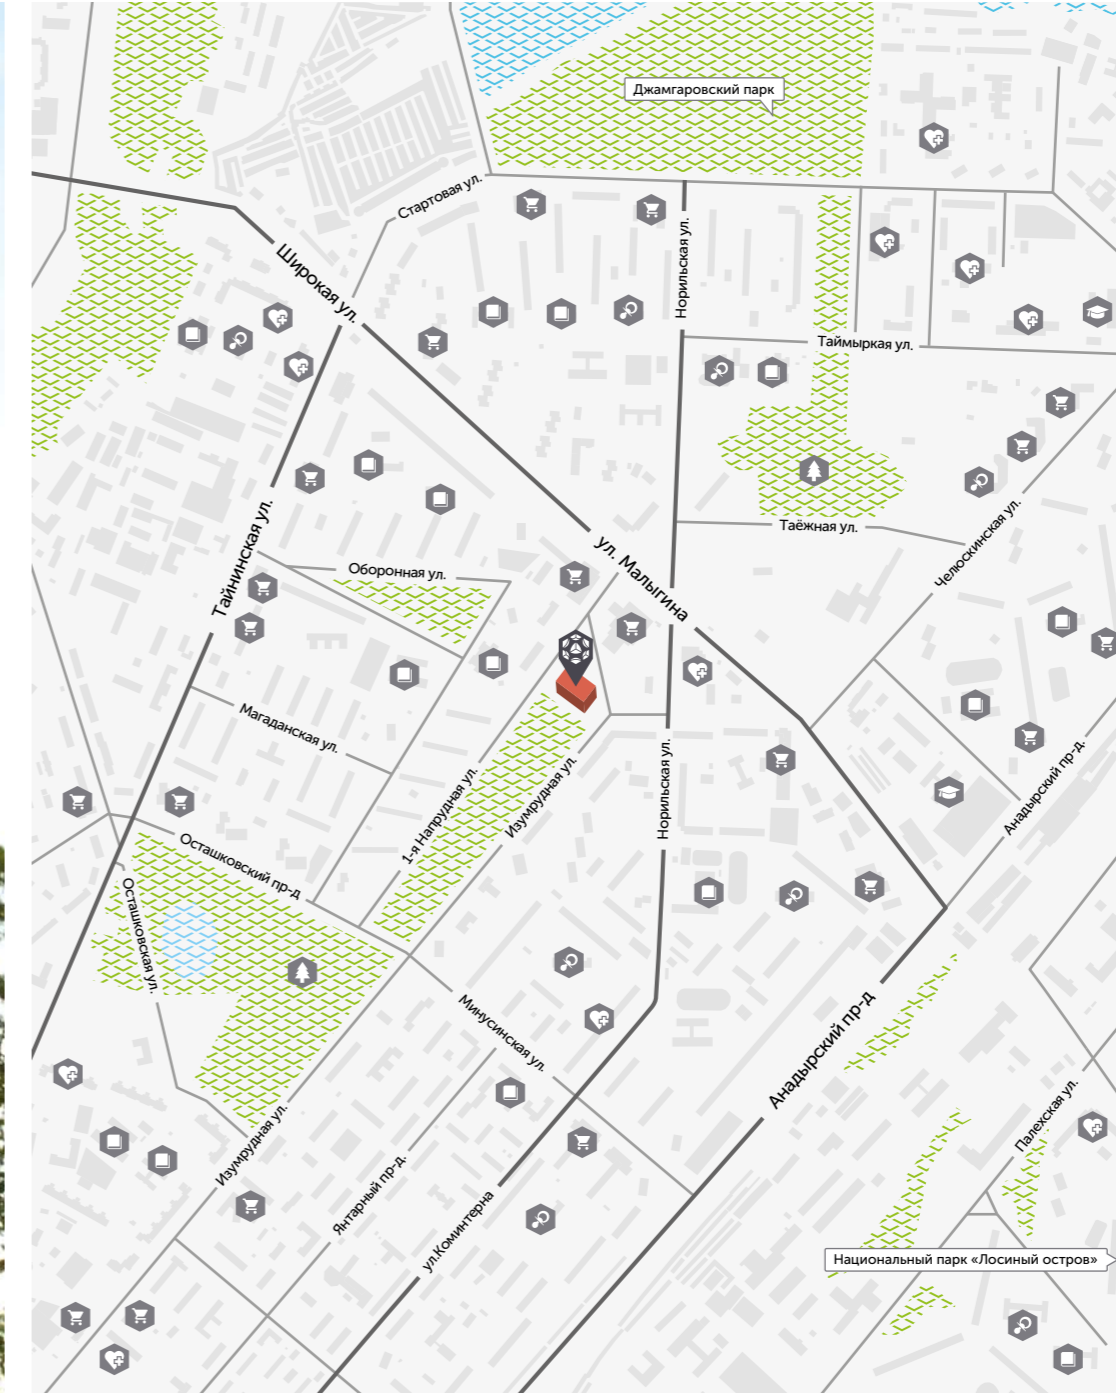 Джамгаровский парк
Стартовая ул.
Широкая ул.
Норильская ул.
Таймыркая ул.
Тайнинская ул.
Таёжная ул.
Челюскинская ул.
ул. Малыгина
Оборонная ул.
Магаданская ул.
1-я Напрудная ул.
Изумрудная ул.
Норильская ул.
Анадырский пр-д.
Осташковский пр-д
Осташковская ул.
Минусинская ул.
Анадырский пр-д
Палехская ул.
Изумрудная ул.
Янтарный пр-д.
ул.Коминтерна
Национальный парк «Лосиный остров»